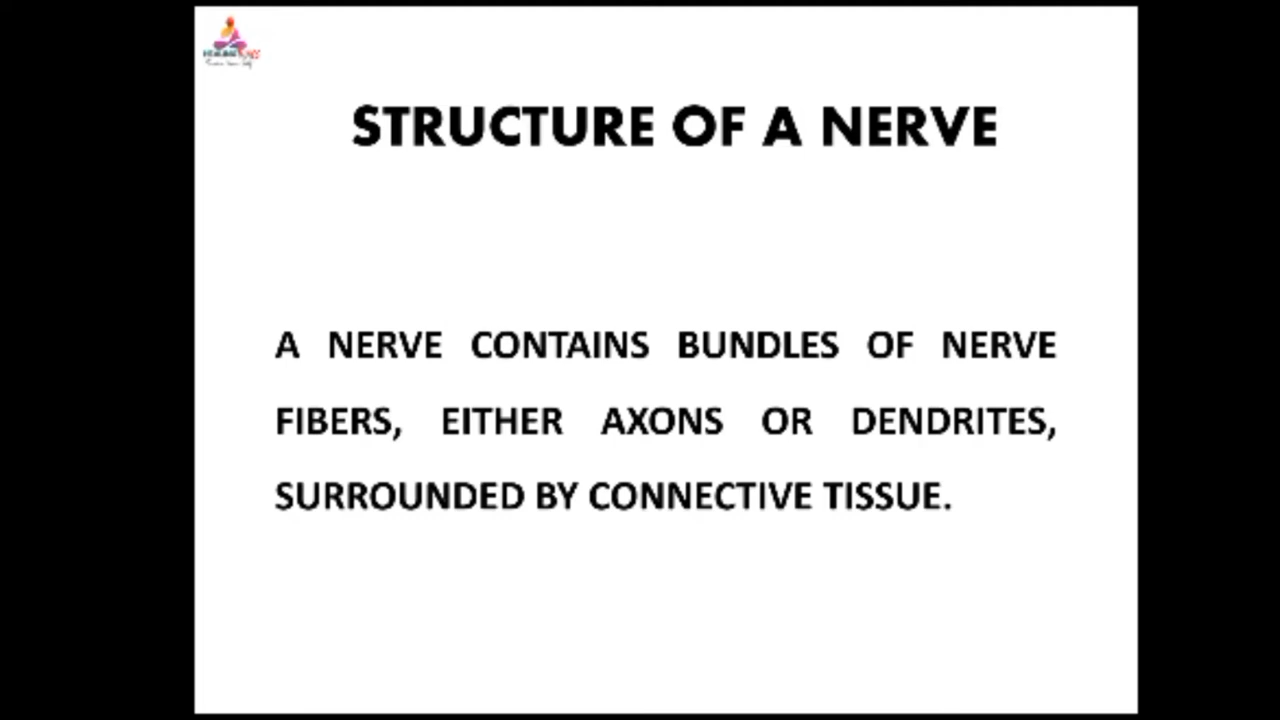 STRUCTURE OF A NERVE
A NERVE CONTAINS BUNDLES OF NERVE
FIBERS, EITHER AXONS OR DENDRITES,
SURROUNDED BY CONNECTIVE TISSUE.